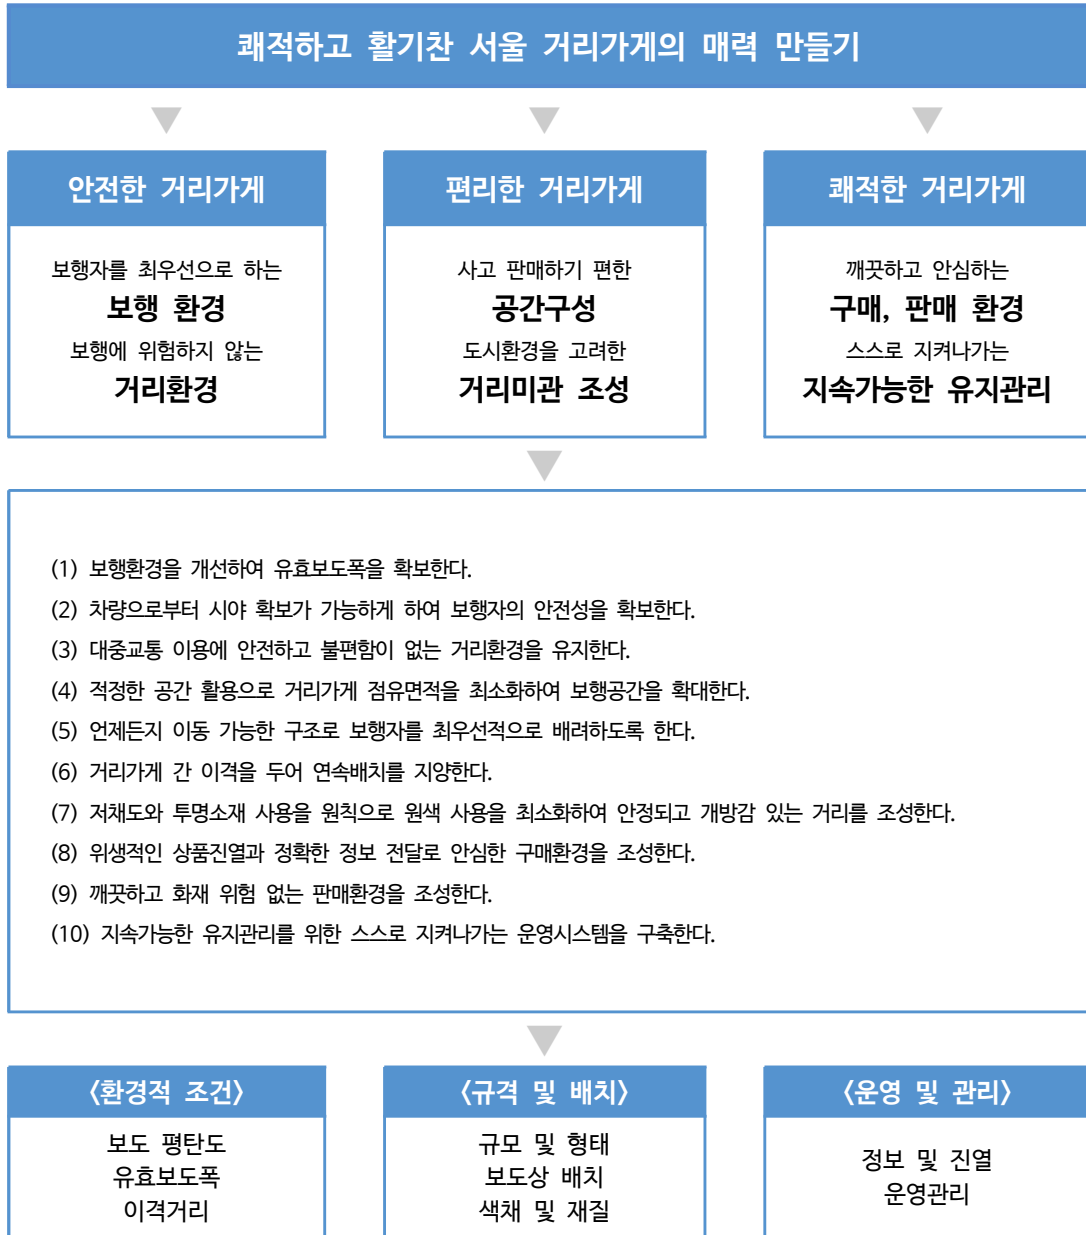 쾌적하고 활기찬 서울 거리가게의 매력 만들기
안전한 거리가게
보행자를 최우선으로 하는
보행 환경
보행에 위험하지 않는
거리환경
편리한 거리가게
사고 판매하기 편한
공간구성
도시환경을 고려한
거리미관 조성
쾌적한 거리가게
깨끗하고 안심하는
구매, 판매 환경
스스로 지켜나가는
지속가능한 유지관리
(1) 보행환경을 개선하여 유효보도폭을 확보한다.
(2) 차량으로부터 시야 확보가 가능하게 하여 보행자의 안전성을 확보한다.
(3) 대중교통 이용에 안전하고 불편함이 없는 거리환경을 유지한다.
(4) 적정한 공간 활용으로 거리가게 점유면적을 최소화하여 보행공간을 확대한다.
(5) 언제든지 이동 가능한 구조로 보행자를 최우선적으로 배려하도록 한다.
(6) 거리가게 간 이격을 두어 연속배치를 지양한다.
(7) 저채도와 투명소재 사용을 원칙으로 원색 사용을 최소화하여 안정되고 개방감 있는 거리를 조성한다.
(8) 위생적인 상품진열과 정확한 정보 전달로 안심한 구매환경을 조성한다.
(9) 깨끗하고 화재 위험 없는 판매환경을 조성한다.
(10) 지속가능한 유지관리를 위한 스스로 지켜나가는 운영시스템을 구축한다.
〈환경적 조건〉
보도 평탄도
유효보도폭
이격거리
〈규격 및 배치〉
규모 및 형태
보도상 배치
색채 및 재질
〈운영 및 관리〉
정보 및 진열
운영관리